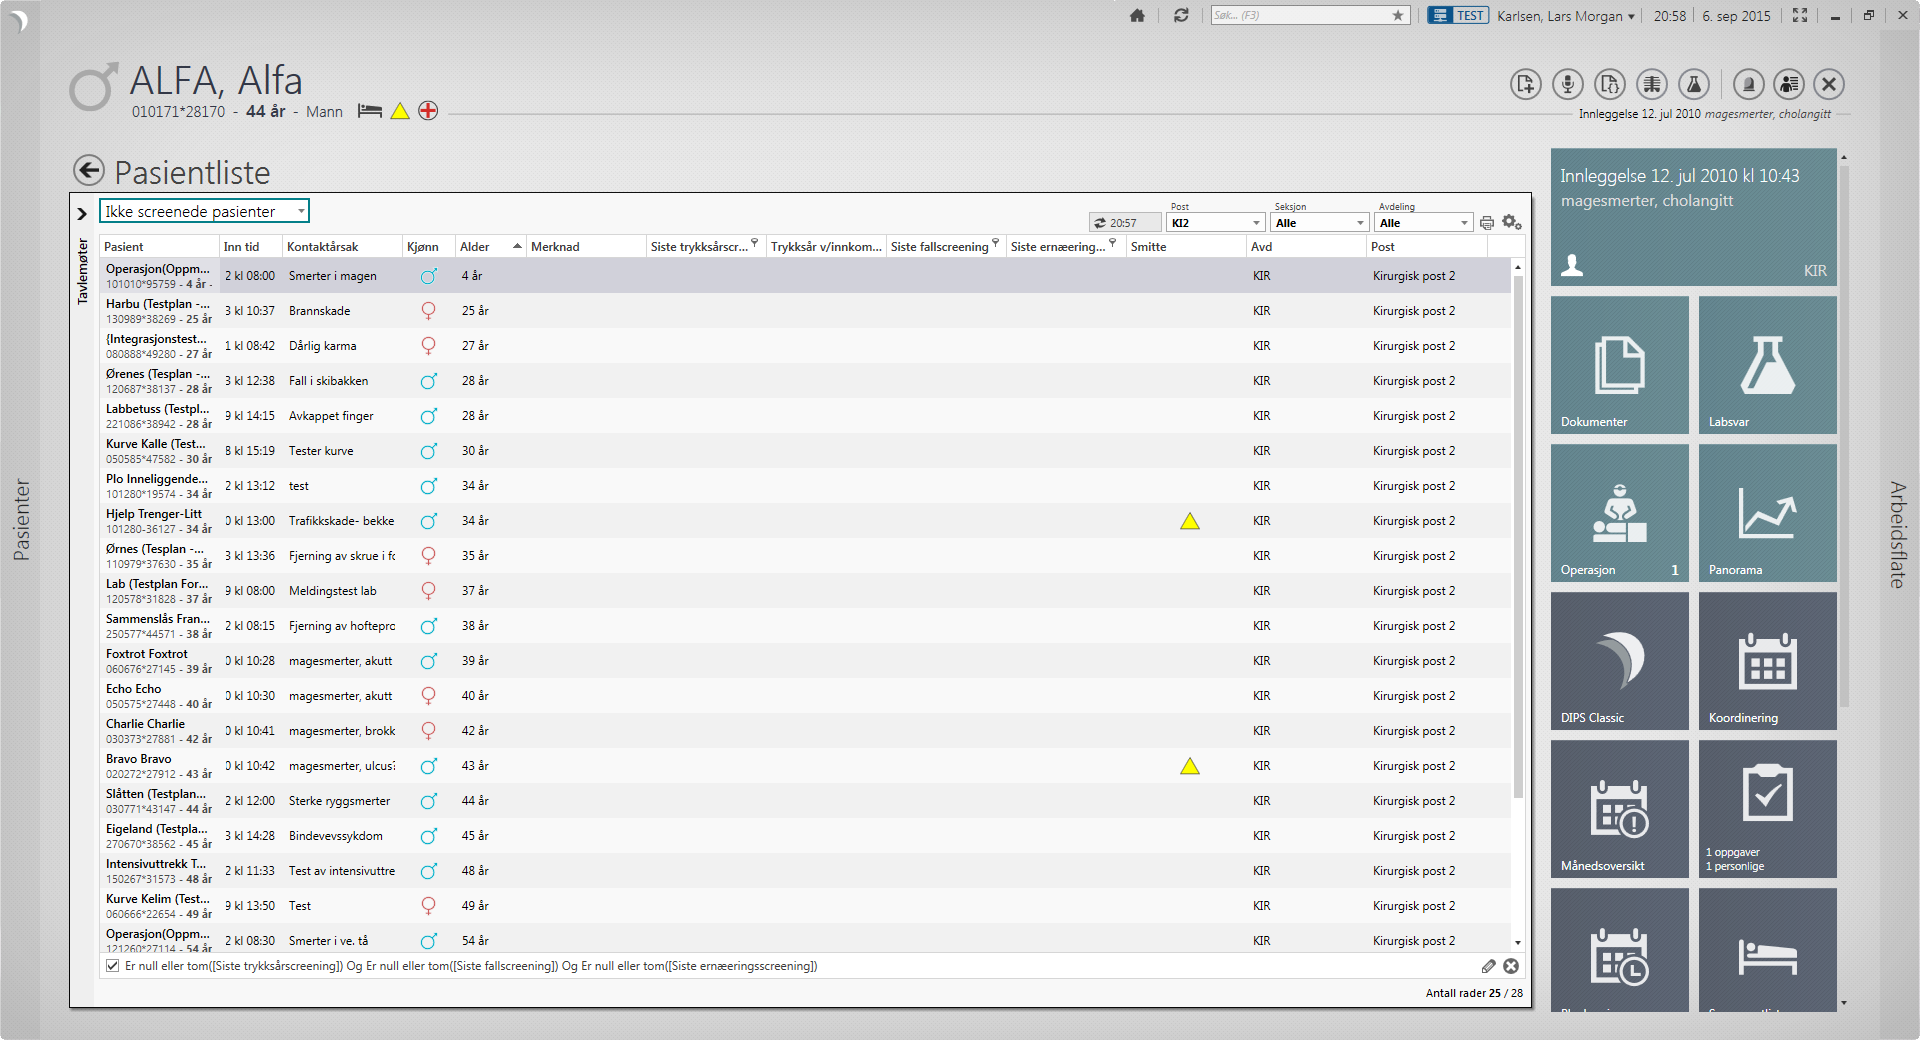 Søk... (F3)
TEST
Karlsen, Lars Morgan
20:58
6. sep 2015
ALFA, Alfa
010171*28170 - 44 år - Mann
Innleggelse 12. jul 2010 magesmerter, cholangitt
Pasienter
Arbeidsflate
Pasientliste
Tavlemøter
Ikke screenede pasienter
20:57
Post
KI2
Seksjon
Alle
Avdeling
Alle
Pasient Inn tid Kontaktårsak Kjønn Alder Merknad Siste trykksårscr... Trykksår v/innkom... Siste fallscreening Siste ernæering... Smitte Avd Post
Operasjon(Oppm...
101010*95759 - 4 år -
2 kl 08:00 Smerter i magen 4 år KIR Kirurgisk post 2
Harbu (Testplan -...
130989*38269 - 25 år
3 kl 10:37 Brannskade 25 år KIR Kirurgisk post 2
{Integrasjonstest...
080888*49280 - 27 år
1 kl 08:42 Dårlig karma 27 år KIR Kirurgisk post 2
Ørenes (Tesplan -...
120687*38137 - 28 år
3 kl 12:38 Fall i skibakken 28 år KIR Kirurgisk post 2
Labbetuss (Testpl...
221086*38942 - 28 år
9 kl 14:15 Avkappet finger 28 år KIR Kirurgisk post 2
Kurve Kalle (Test...
050585*47582 - 30 år
8 kl 15:19 Tester kurve 30 år KIR Kirurgisk post 2
Plo Inneliggende...
101280*19574 - 34 år
2 kl 13:12 test 34 år KIR Kirurgisk post 2
Hjelp Trenger-Litt
101280-36127 - 34 år
0 kl 13:00 Trafikkskade- bekke 34 år KIR Kirurgisk post 2
Ørnes (Tesplan -...
110979*37630 - 35 år
3 kl 13:36 Fjerning av skrue i fo 35 år KIR Kirurgisk post 2
Lab (Testplan For...
120578*31828 - 37 år
9 kl 08:00 Meldingstest lab 37 år KIR Kirurgisk post 2
Sammenslås Fran...
250577*44571 - 38 år
2 kl 08:15 Fjerning av hoftepro 38 år KIR Kirurgisk post 2
Foxtrot Foxtrot
060676*27145 - 39 år
0 kl 10:28 magesmerter, akutt 39 år KIR Kirurgisk post 2
Echo Echo
050575*27448 - 40 år
0 kl 10:30 magesmerter, akutt 40 år KIR Kirurgisk post 2
Charlie Charlie
030373*27881 - 42 år
0 kl 10:41 magesmerter, brokk 42 år KIR Kirurgisk post 2
Bravo Bravo
020272*27912 - 43 år
0 kl 10:42 magesmerter, ulcus? 43 år KIR Kirurgisk post 2
Slåtten (Testplan...
030771*43147 - 44 år
2 kl 12:00 Sterke ryggsmerter 44 år KIR Kirurgisk post 2
Eigeland (Testpla...
270670*38562 - 45 år
3 kl 14:28 Bindevevssykdom 45 år KIR Kirurgisk post 2
Intensivuttrekk T...
150267*31573 - 48 år
2 kl 11:33 Test av intensivuttre 48 år KIR Kirurgisk post 2
Kurve Kelim (Test...
060666*22654 - 49 år
9 kl 13:50 Test 49 år KIR Kirurgisk post 2
Operasjon(Oppm...
121260*27114 - 54 år
2 kl 08:30 Smerter i ve. tå 54 år KIR Kirurgisk post 2
Er null eller tom([Siste trykksårscreening]) Og Er null eller tom([Siste fallscreening]) Og Er null eller tom([Siste ernæeringsscreening])
Antall rader 25 / 28
Innleggelse 12. jul 2010 kl 10:43
magesmerter, cholangitt
KIR
Dokumenter
Labsvar
Operasjon 1
Panorama
DIPS Classic
Koordinering
Månedsoversikt
1 oppgaver
1 personlige